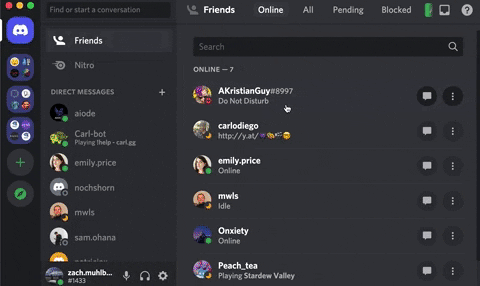 Find or start a conversation
Friends
Online
All
Pending
Blocked
Friends
Nitro
Search
ONLINE — 7
DIRECT MESSAGES
aiode
Carl-bot
Playing !help - carl.gg
emily.price
nochshorn
mwls
sam.ohana
zach.muhlb...
#1433
AKristianGuy#8997
Do Not Disturb
carlodiego
http://y.at/
emily.price
Online
mwls
Idle
Onxiety
Online
Peach_tea
Playing Stardew Valley